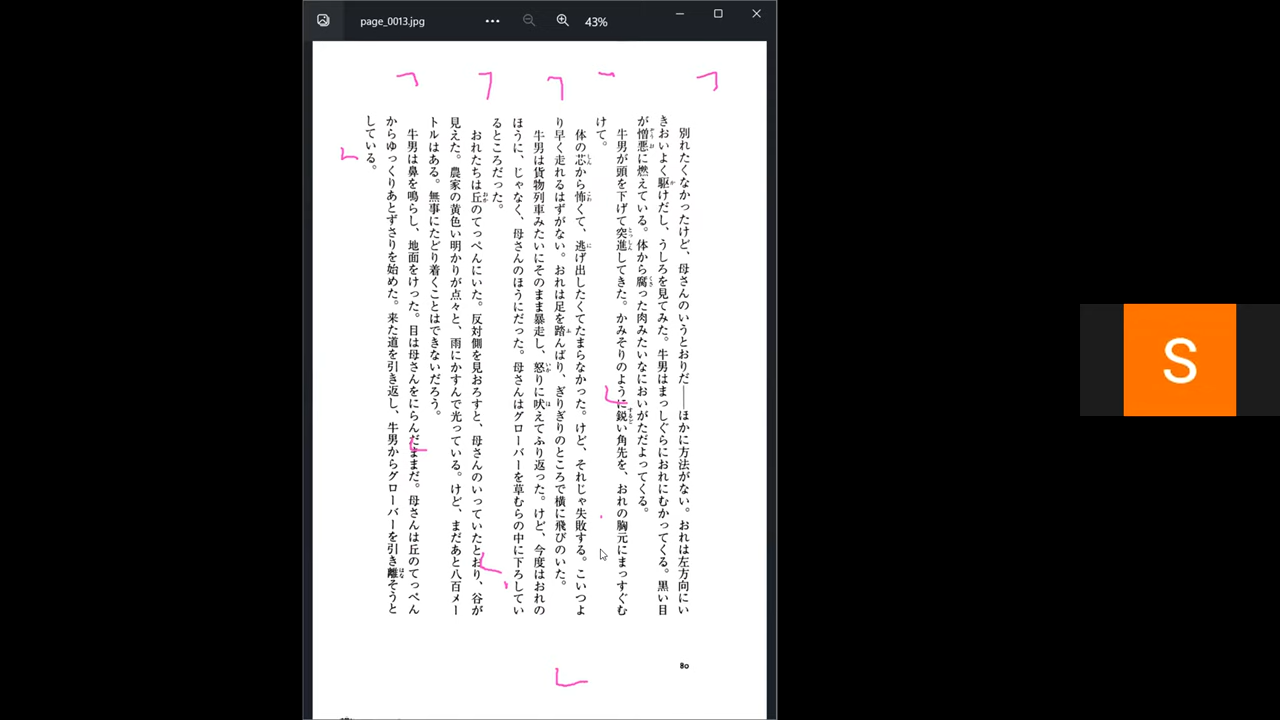 page_0013.jpg
43%
別れたくなかったけど、母さんのいうとおりだ――ほかに方法がない。おれは左方向にい
きおいよく駆けだし、うしろを見てみた。牛男はまっしぐらにおれにむかってくる。黒い目
が憎悪に燃えている。体から腐った肉みたいなにおいがただよってくる。
牛男が頭を下げて突進してきた。かみそりのように鋭い角先を、おれの胸元にまっすぐむ
けて。
体の芯から怖くて、逃げ出したくてたまらなかった。けど、それじゃ失敗する。こいつよ
り早く走れるはずがない。おれは足を踏んばり、ぎりぎりのところで横に飛びのいた。
牛男は貨物列車みたいにそのまま暴走し、怒りに吠えてふり返った。けど、今度はおれの
ほうに、じゃなく、母さんのほうにだった。母さんはグローバーを草むらの中に下ろしてい
るところだった。
おれたちは丘のてっぺんにいた。反対側を見おろすと、母さんのいっていたとおり、谷が
見えた。農家の黄色い明かりが点々と、雨にかすんで光っている。けど、まだあと八百メー
トルはある。無事にたどり着くことはできないだろう。
牛男は鼻を鳴らし、地面をけった。目は母さんをにらんだままだ。母さんは丘のてっぺん
からゆっくりあとずさりを始めた。来た道を引き返し、牛男からグローバーを引き離そうと
している。
80
S